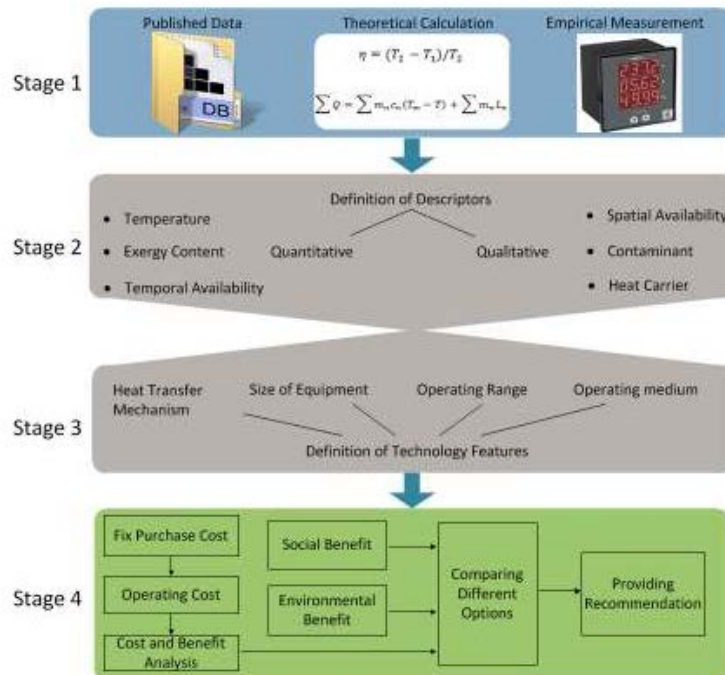 Published Data
Theoretical Calculation
Empirical Measurement
Stage 1
DB
η = (T₂ − T₁)/T₂
∑ Q = ∑ mₙcₙ(Tₘ − T) + ∑ mₙLₙ
Definition of Descriptors
Stage 2
• Temperature
• Exergy Content
• Temporal Availability
Quantitative
Qualitative
• Spatial Availability
• Contaminant
• Heat Carrier
Stage 3
Heat Transfer
Mechanism
Size of Equipment
Operating Range
Operating medium
Definition of Technology Features
Stage 4
Fix Purchase Cost
Operating Cost
Cost and Benefit
Analysis
Social Benefit
Environmental
Benefit
Comparing
Different
Options
Providing
Recommendation